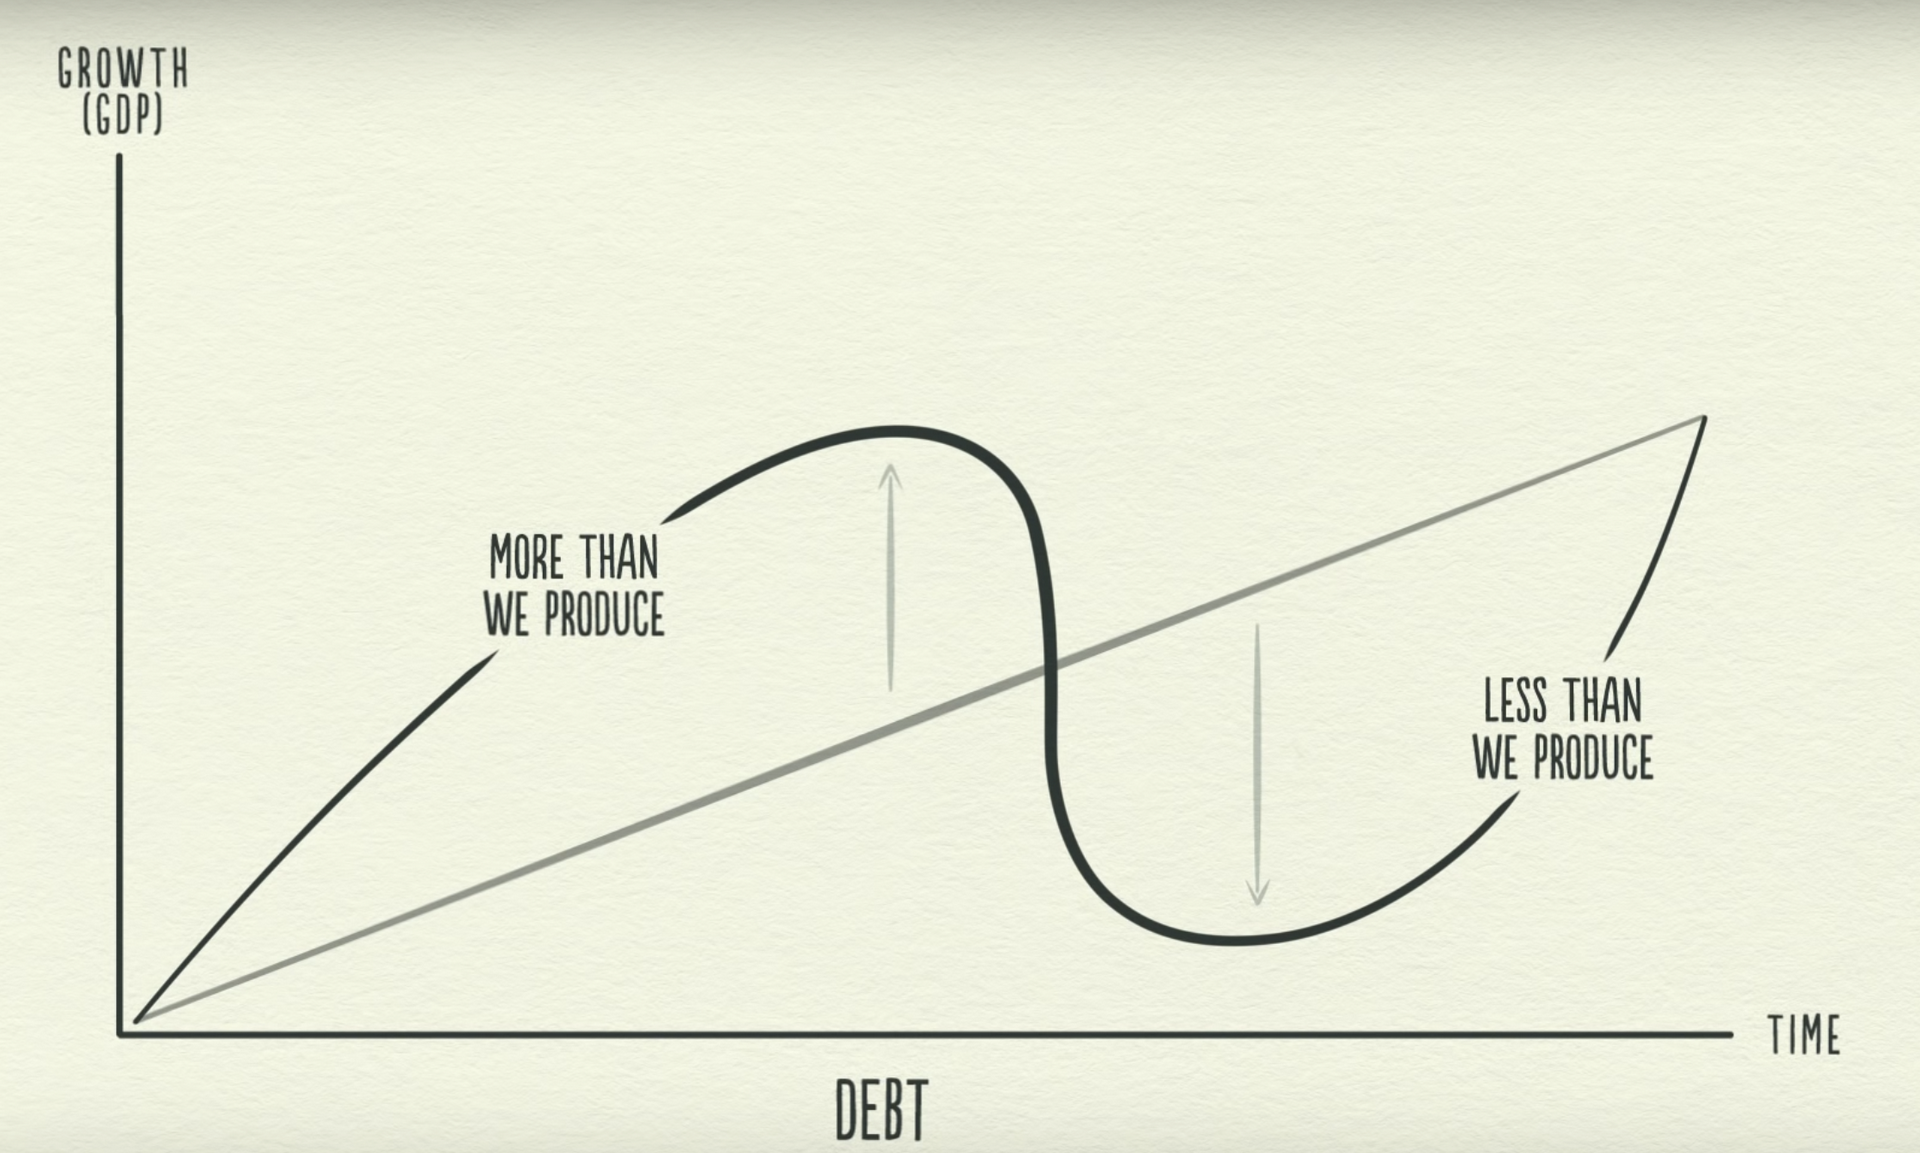 GROWTH
(GDP)
MORE THAN
WE PRODUCE
LESS THAN
WE PRODUCE
TIME
DEBT